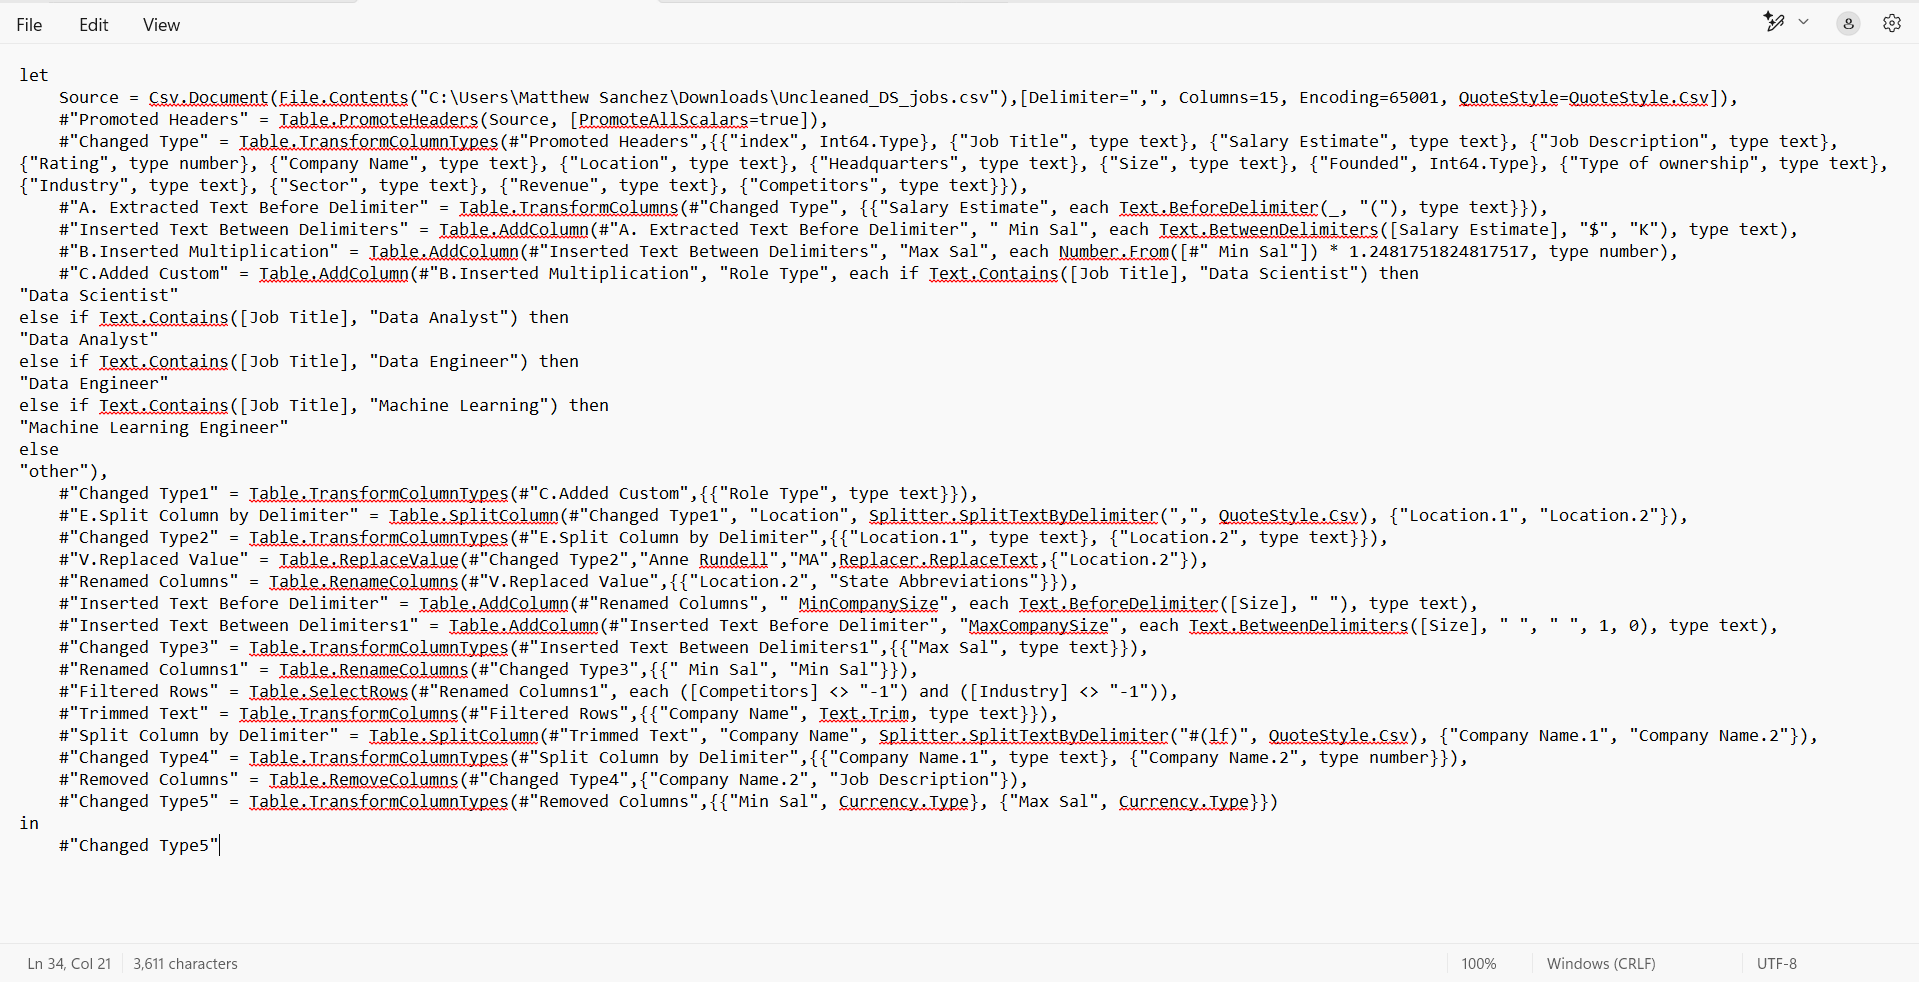 File Edit View
let
    Source = Csv.Document(File.Contents("C:\Users\Matthew Sanchez\Downloads\Uncleaned_DS_jobs.csv"),[Delimiter=",", Columns=15, Encoding=65001, QuoteStyle=QuoteStyle.Csv]),
    #"Promoted Headers" = Table.PromoteHeaders(Source, [PromoteAllScalars=true]),
    #"Changed Type" = Table.TransformColumnTypes(#"Promoted Headers",{{"index", Int64.Type}, {"Job Title", type text}, {"Salary Estimate", type text}, {"Job Description", type text},
{"Rating", type number}, {"Company Name", type text}, {"Location", type text}, {"Headquarters", type text}, {"Size", type text}, {"Founded", Int64.Type}, {"Type of ownership", type text},
{"Industry", type text}, {"Sector", type text}, {"Revenue", type text}, {"Competitors", type text}}),
    #"A. Extracted Text Before Delimiter" = Table.TransformColumns(#"Changed Type", {{"Salary Estimate", each Text.BeforeDelimiter(_, "("), type text}}),
    #"Inserted Text Between Delimiters" = Table.AddColumn(#"A. Extracted Text Before Delimiter", " Min Sal", each Text.BetweenDelimiters([Salary Estimate], "$", "K"), type text),
    #"B.Inserted Multiplication" = Table.AddColumn(#"Inserted Text Between Delimiters", "Max Sal", each Number.From([#" Min Sal"]) * 1.2481751824817517, type number),
    #"C.Added Custom" = Table.AddColumn(#"B.Inserted Multiplication", "Role Type", each if Text.Contains([Job Title], "Data Scientist") then
"Data Scientist"
else if Text.Contains([Job Title], "Data Analyst") then
"Data Analyst"
else if Text.Contains([Job Title], "Data Engineer") then
"Data Engineer"
else if Text.Contains([Job Title], "Machine Learning") then
"Machine Learning Engineer"
else
"other"),
    #"Changed Type1" = Table.TransformColumnTypes(#"C.Added Custom",{{"Role Type", type text}}),
    #"E.Split Column by Delimiter" = Table.SplitColumn(#"Changed Type1", "Location", Splitter.SplitTextByDelimiter(",", QuoteStyle.Csv), {"Location.1", "Location.2"}),
    #"Changed Type2" = Table.TransformColumnTypes(#"E.Split Column by Delimiter",{{"Location.1", type text}, {"Location.2", type text}}),
    #"V.Replaced Value" = Table.ReplaceValue(#"Changed Type2","Anne Rundell","MA",Replacer.ReplaceText,{"Location.2"}),
    #"Renamed Columns" = Table.RenameColumns(#"V.Replaced Value",{{"Location.2", "State Abbreviations"}}),
    #"Inserted Text Before Delimiter" = Table.AddColumn(#"Renamed Columns", " MinCompanySize", each Text.BeforeDelimiter([Size], " "), type text),
    #"Inserted Text Between Delimiters1" = Table.AddColumn(#"Inserted Text Before Delimiter", "MaxCompanySize", each Text.BetweenDelimiters([Size], " ", " ", 1, 0), type text),
    #"Changed Type3" = Table.TransformColumnTypes(#"Inserted Text Between Delimiters1",{{"Max Sal", type text}}),
    #"Renamed Columns1" = Table.RenameColumns(#"Changed Type3",{{" Min Sal", "Min Sal"}}),
    #"Filtered Rows" = Table.SelectRows(#"Renamed Columns1", each ([Competitors] <> "-1") and ([Industry] <> "-1")),
    #"Trimmed Text" = Table.TransformColumns(#"Filtered Rows",{{"Company Name", Text.Trim, type text}}),
    #"Split Column by Delimiter" = Table.SplitColumn(#"Trimmed Text", "Company Name", Splitter.SplitTextByDelimiter("#(lf)", QuoteStyle.Csv), {"Company Name.1", "Company Name.2"}),
    #"Changed Type4" = Table.TransformColumnTypes(#"Split Column by Delimiter",{{"Company Name.1", type text}, {"Company Name.2", type number}}),
    #"Removed Columns" = Table.RemoveColumns(#"Changed Type4",{"Company Name.2", "Job Description"}),
    #"Changed Type5" = Table.TransformColumnTypes(#"Removed Columns",{{"Min Sal", Currency.Type}, {"Max Sal", Currency.Type}})
in
    #"Changed Type5"
Ln 34, Col 21 3,611 characters 100% Windows (CRLF) UTF-8